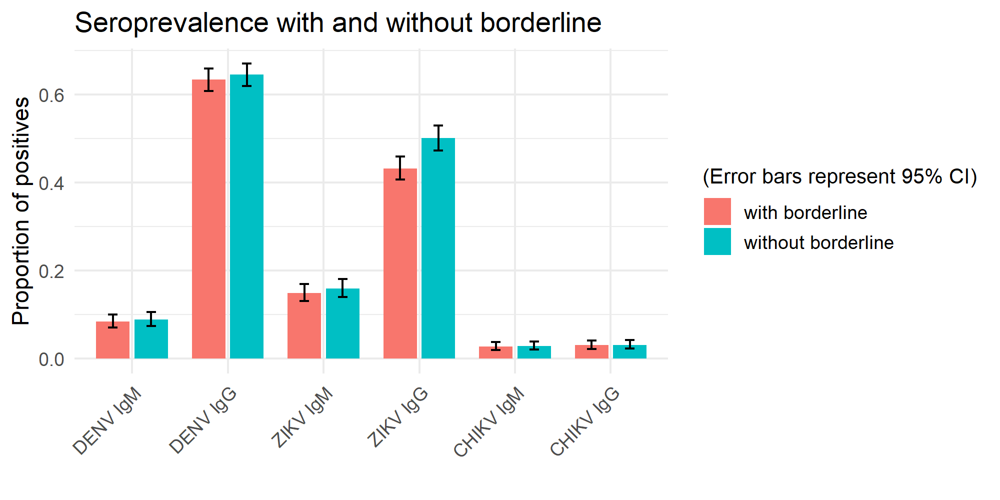 Seroprevalence with and without borderline
Proportion of positives
0.6
0.4
0.2
0.0
DENV IgM
DENV IgG
ZIKV IgM
ZIKV IgG
CHIKV IgM
CHIKV IgG
(Error bars represent 95% CI)
with borderline
without borderline